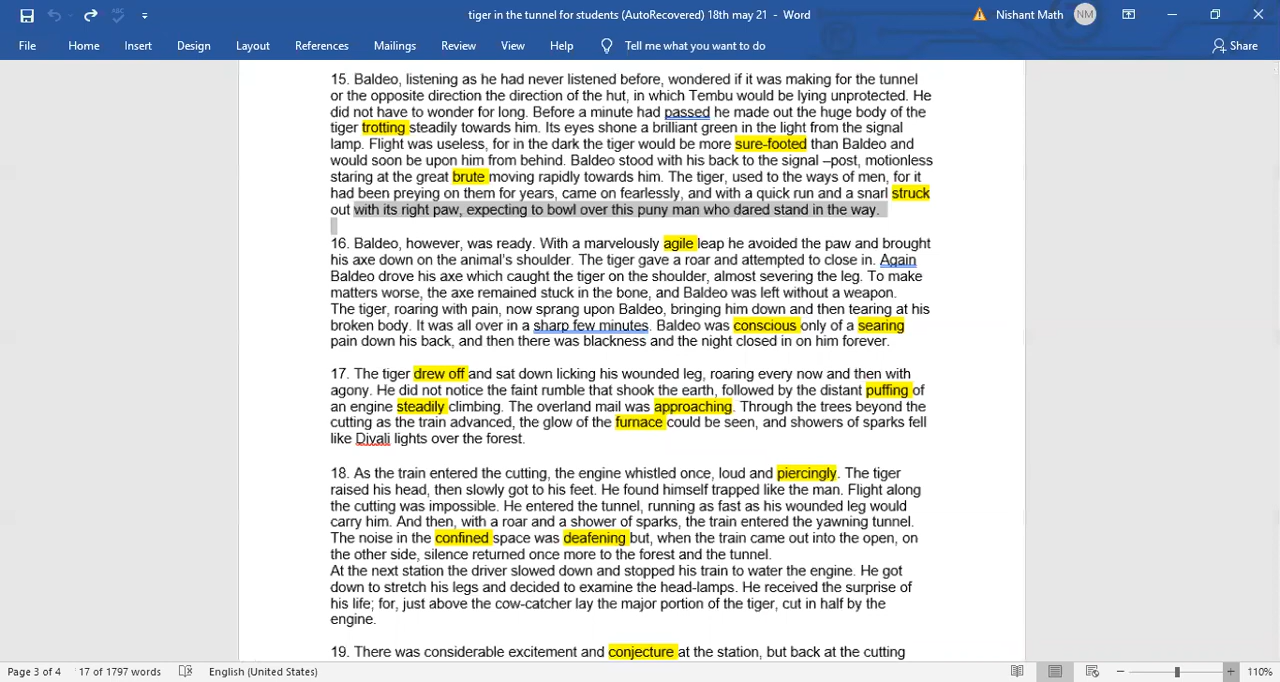 tiger in the tunnel for students (AutoRecovered) 18th may 21 - Word
Nishant Math
NM
File
Home
Insert
Design
Layout
References
Mailings
Review
View
Help
Tell me what you want to do
Share
15. Baldeo, listening as he had never listened before, wondered if it was making for the tunnel
or the opposite direction the direction of the hut, in which Tembu would be lying unprotected. He
did not have to wonder for long. Before a minute had passed he made out the huge body of the
tiger trotting steadily towards him. Its eyes shone a brilliant green in the light from the signal
lamp. Flight was useless, for in the dark the tiger would be more sure-footed than Baldeo and
would soon be upon him from behind. Baldeo stood with his back to the signal –post, motionless
staring at the great brute moving rapidly towards him. The tiger, used to the ways of men, for it
had been preying on them for years, came on fearlessly, and with a quick run and a snarl struck
out with its right paw, expecting to bowl over this puny man who dared stand in the way.
16. Baldeo, however, was ready. With a marvelously agile leap he avoided the paw and brought
his axe down on the animal's shoulder. The tiger gave a roar and attempted to close in. Again
Baldeo drove his axe which caught the tiger on the shoulder, almost severing the leg. To make
matters worse, the axe remained stuck in the bone, and Baldeo was left without a weapon.
The tiger, roaring with pain, now sprang upon Baldeo, bringing him down and then tearing at his
broken body. It was all over in a sharp few minutes. Baldeo was conscious only of a searing
pain down his back, and then there was blackness and the night closed in on him forever.
17. The tiger drew off and sat down licking his wounded leg, roaring every now and then with
agony. He did not notice the faint rumble that shook the earth, followed by the distant puffing of
an engine steadily climbing. The overland mail was approaching. Through the trees beyond the
cutting as the train advanced, the glow of the furnace could be seen, and showers of sparks fell
like Divali lights over the forest.
18. As the train entered the cutting, the engine whistled once, loud and piercingly. The tiger
raised his head, then slowly got to his feet. He found himself trapped like the man. Flight along
the cutting was impossible. He entered the tunnel, running as fast as his wounded leg would
carry him. And then, with a roar and a shower of sparks, the train entered the yawning tunnel.
The noise in the confined space was deafening but, when the train came out into the open, on
the other side, silence returned once more to the forest and the tunnel.
At the next station the driver slowed down and stopped his train to water the engine. He got
down to stretch his legs and decided to examine the head-lamps. He received the surprise of
his life; for, just above the cow-catcher lay the major portion of the tiger, cut in half by the
engine.
19. There was considerable excitement and conjecture at the station, but back at the cutting
Page 3 of 4
17 of 1797 words
English (United States)
110%